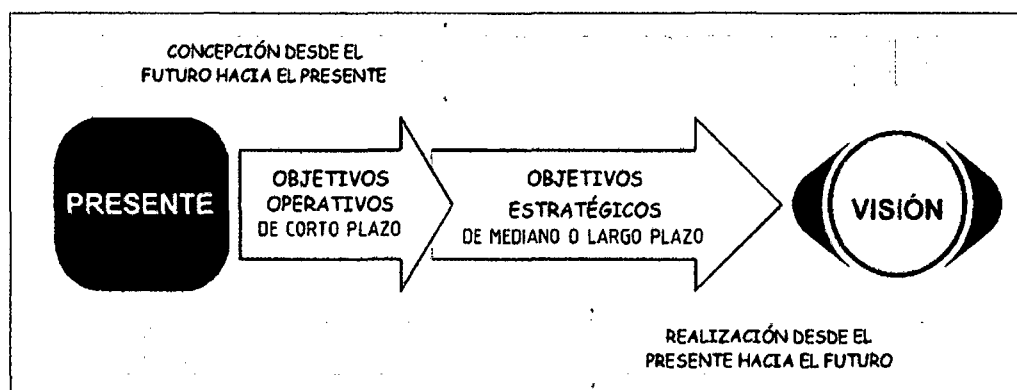 CONCEPCIÓN DESDE EL
FUTURO HACIA EL PRESENTE
PRESENTE
OBJETIVOS
OPERATIVOS
DE CORTO PLAZO
OBJETIVOS
ESTRATÉGICOS
DE MEDIANO O LARGO PLAZO
VISIÓN
REALIZACIÓN DESDE EL
PRESENTE HACIA EL FUTURO